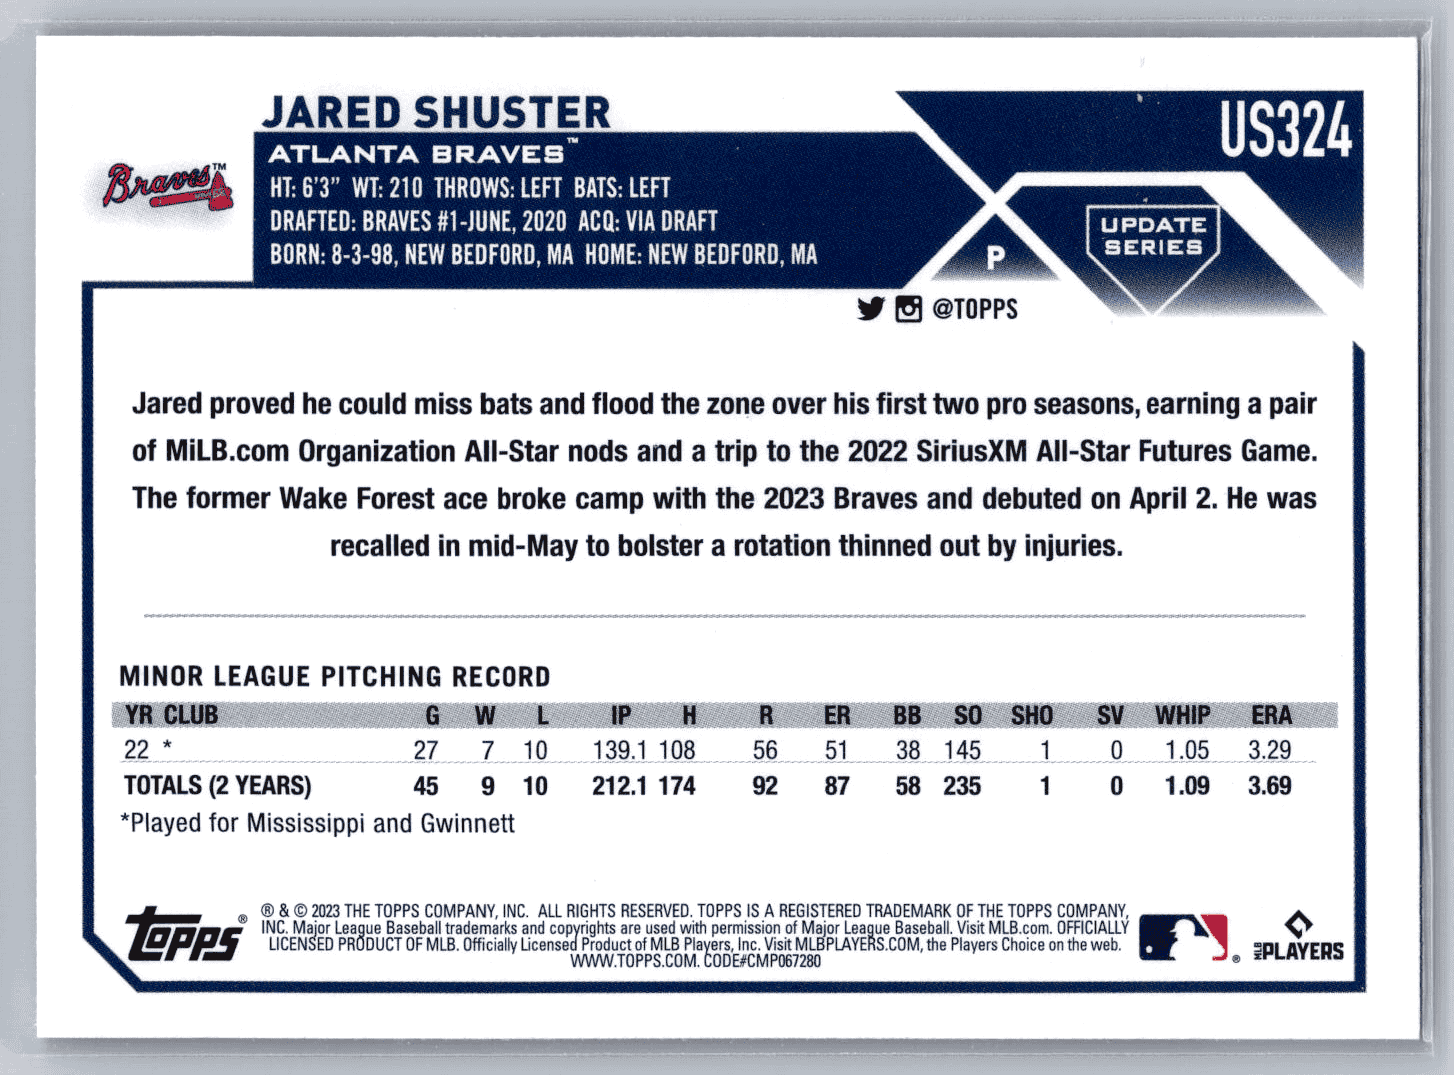 JARED SHUSTER
US324
Braves™
ATLANTA BRAVES™
HT: 6'3" WT: 210 THROWS: LEFT BATS: LEFT
DRAFTED: BRAVES #1-JUNE, 2020 ACQ: VIA DRAFT
BORN: 8-3-98, NEW BEDFORD, MA HOME: NEW BEDFORD, MA
P
UPDATE
SERIES
@TOPPS
Jared proved he could miss bats and flood the zone over his first two pro seasons, earning a pair
of MiLB.com Organization All-Star nods and a trip to the 2022 SiriusXM All-Star Futures Game.
The former Wake Forest ace broke camp with the 2023 Braves and debuted on April 2. He was
recalled in mid-May to bolster a rotation thinned out by injuries.
MINOR LEAGUE PITCHING RECORD
YR CLUB G W L IP H R ER BB SO SHO SV WHIP ERA
22 * 27 7 10 139.1 108 56 51 38 145 1 0 1.05 3.29
TOTALS (2 YEARS) 45 9 10 212.1 174 92 87 58 235 1 0 1.09 3.69
*Played for Mississippi and Gwinnett
Topps®
® & © 2023 THE TOPPS COMPANY, INC. ALL RIGHTS RESERVED. TOPPS IS A REGISTERED TRADEMARK OF THE TOPPS COMPANY,
INC. Major League Baseball trademarks and copyrights are used with permission of Major League Baseball. Visit MLB.com. OFFICIALLY
LICENSED PRODUCT OF MLB. Officially Licensed Product of MLB Players, Inc. Visit MLBPLAYERS.COM, the Players Choice on the web.
WWW.TOPPS.COM. CODE#CMP067280
®
MLB PLAYERS